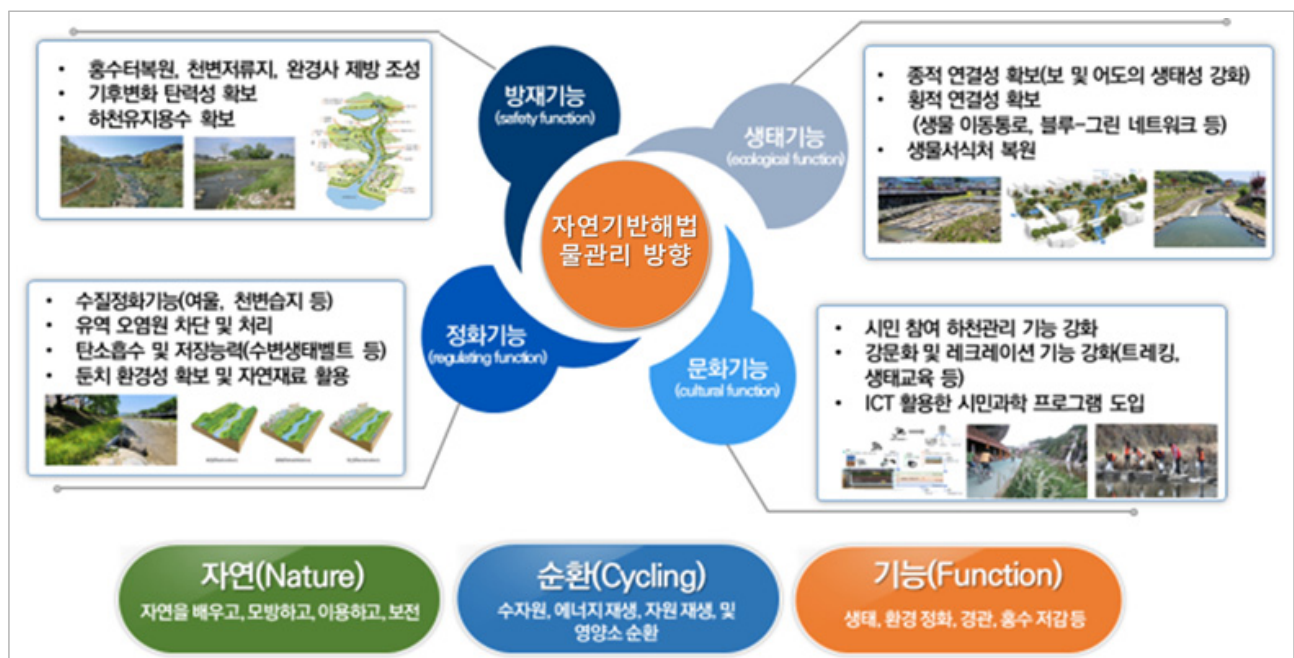 홍수터복원, 천변저류지, 완경사 제방 조성
기후변화 탄력성 확보
하천유지용수 확보
방재기능
(safety function)
생태기능
(ecological function)
종적 연결성 확보(보 및 어도의 생태성 강화)
횡적 연결성 확보
(생물 이동통로, 블루-그린 네트워크 등)
생물서식처 복원
자연기반해법
물관리 방향
수질정화기능(여울, 천변습지 등)
유역 오염원 차단 및 처리
탄소흡수 및 저장능력(수변생태벨트 등)
둔치 환경성 확보 및 자연재료 활용
정화기능
(regulating function)
문화기능
(cultural function)
시민 참여 하천관리 기능 강화
강문화 및 레크레이션 기능 강화(트레킹,
생태교육 등)
ICT 활용한 시민과학 프로그램 도입
자연(Nature)
자연을 배우고, 모방하고, 이용하고, 보전
순환(Cycling)
수자원, 에너지 재생, 자원 재생, 및
영양소 순환
기능(Function)
생태, 환경 정화, 경관, 홍수 저감 등